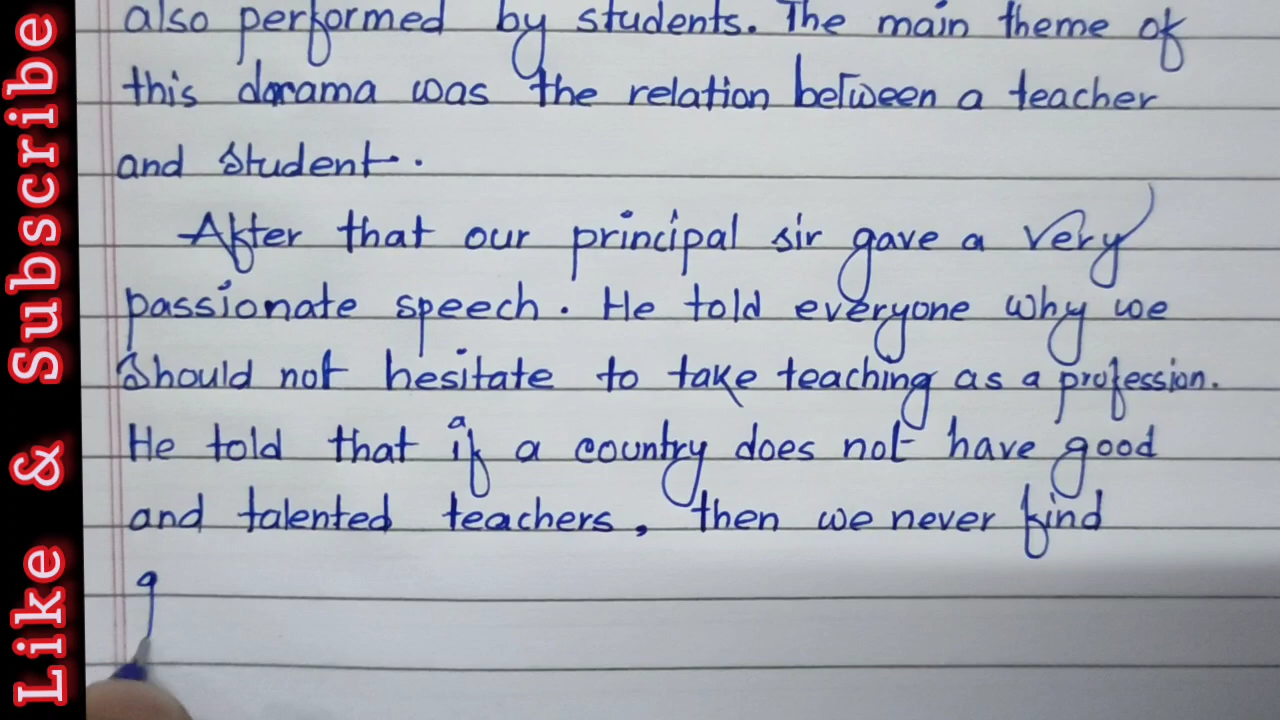 also performed by students. The main theme of
this darama was the relation between a teacher
and student.
After that our principal sir gave a very
passionate speech. He told everyone why we
should not hesitate to take teaching as a profession.
He told that if a country does not have good
and talented teachers, then we never find
g
Like & Subscribe